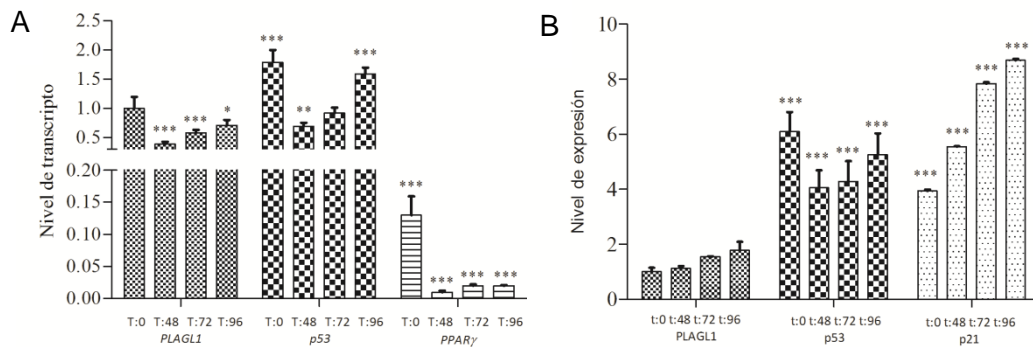 A
B
Nivel de transcripto
2.5
2.0
1.5
1.0
0.5
0.20
0.15
0.10
0.05
0.00
*** *** * *** ** *** *** *** *** ***
T:0 T:48 T:72 T:96 T:0 T:48 T:72 T:96 T:0 T:48 T:72 T:96
PLAGL1 p53 PPARγ
Nivel de expresión
10
8
6
4
2
0
*** *** *** *** *** *** *** ***
t:0 t:48 t:72 t:96 t:0 t:48 t:72 t:96 t:0 t:48 t:72 t:96
PLAGL1 p53 p21